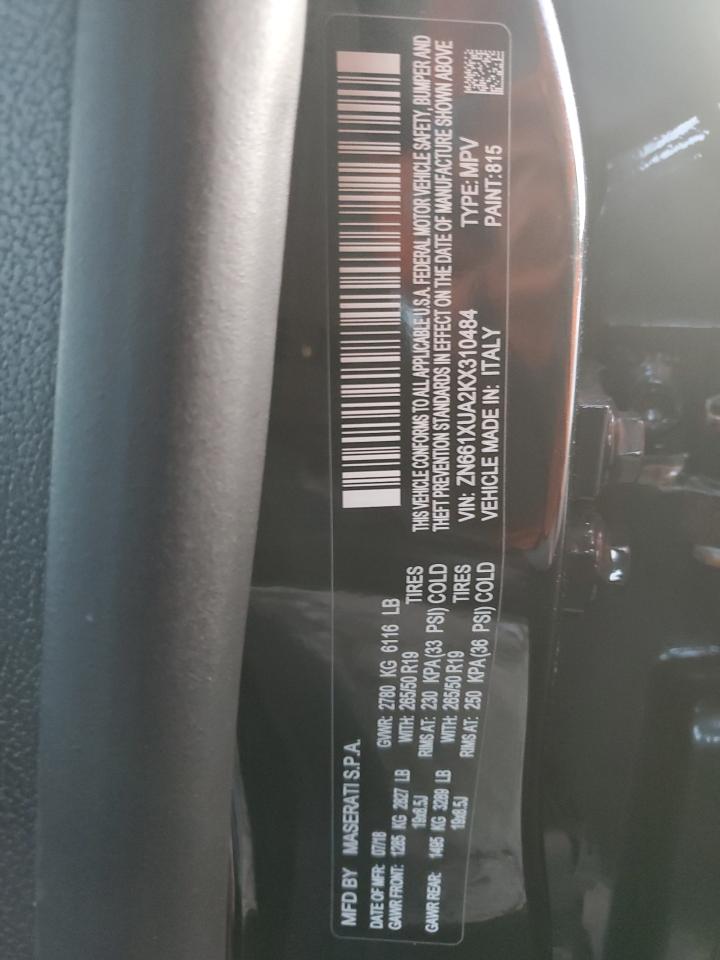 MFD BY MASERATI S.P.A.
DATE OF MFR: 07/18 GVWR: 2780 KG 6116 LB
GAWR FRONT: 1285 KG 2827 LB WITH: 265/50 R19 TIRES
19x8.5J RIMS AT: 230 KPA(33 PSI) COLD
GAWR REAR: 1495 KG 3289 LB WITH: 265/50 R19 TIRES
19x8.5J RIMS AT: 250 KPA(36 PSI) COLD
THIS VEHICLE CONFORMS TO ALL APPLICABLE U.S.A. FEDERAL MOTOR VEHICLE SAFETY, BUMPER AND
THEFT PREVENTION STANDARDS IN EFFECT ON THE DATE OF MANUFACTURE SHOWN ABOVE
VIN: ZN661XUA2KX310484 TYPE: MPV
VEHICLE MADE IN: ITALY PAINT:815